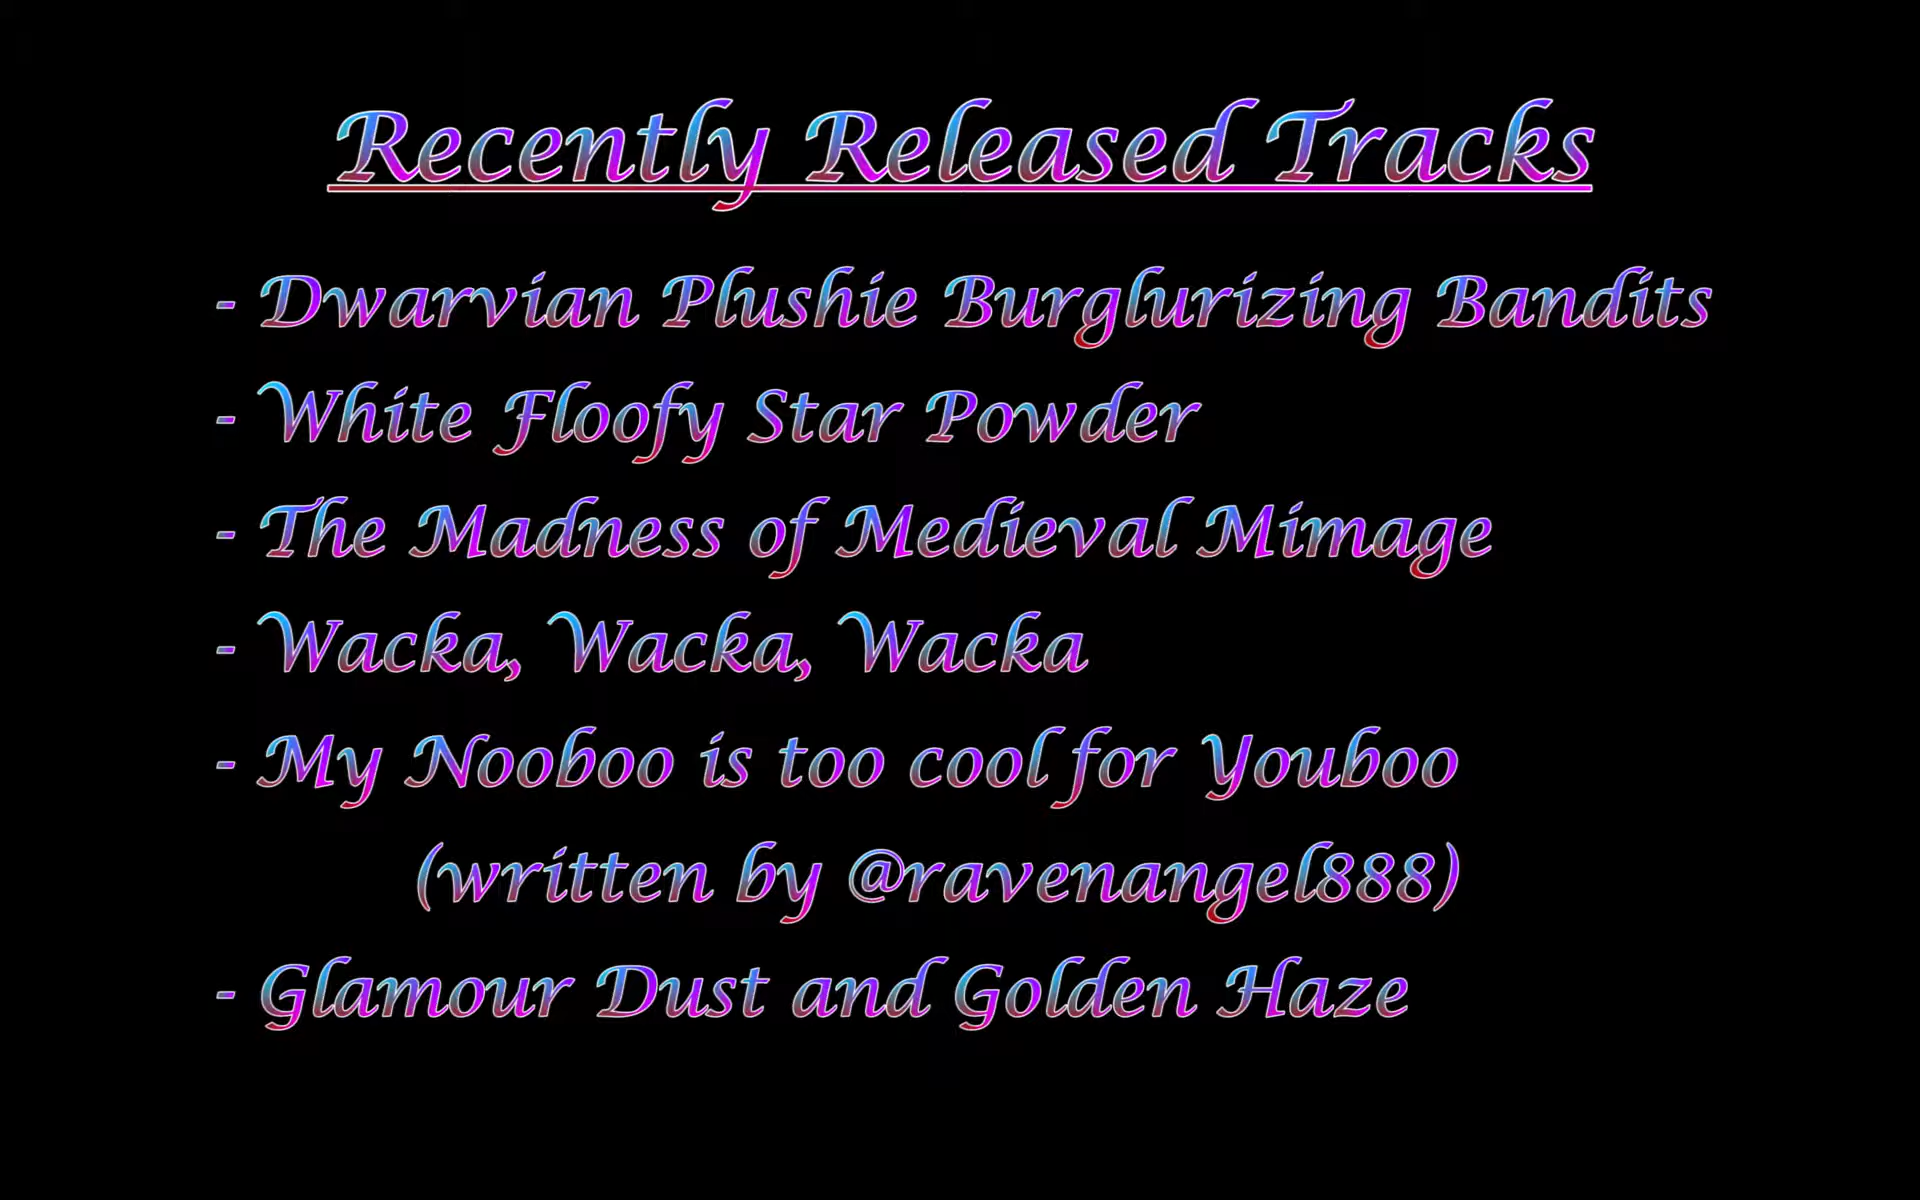 Recently Released Tracks
- Dwarvian Plushie Burglurizing Bandits
- White Floofy Star Powder
- The Madness of Medieval Mimage
- Wacka, Wacka, Wacka
- My Nooboo is too cool for Youboo
(written by @ravenangel888)
- Glamour Dust and Golden Haze